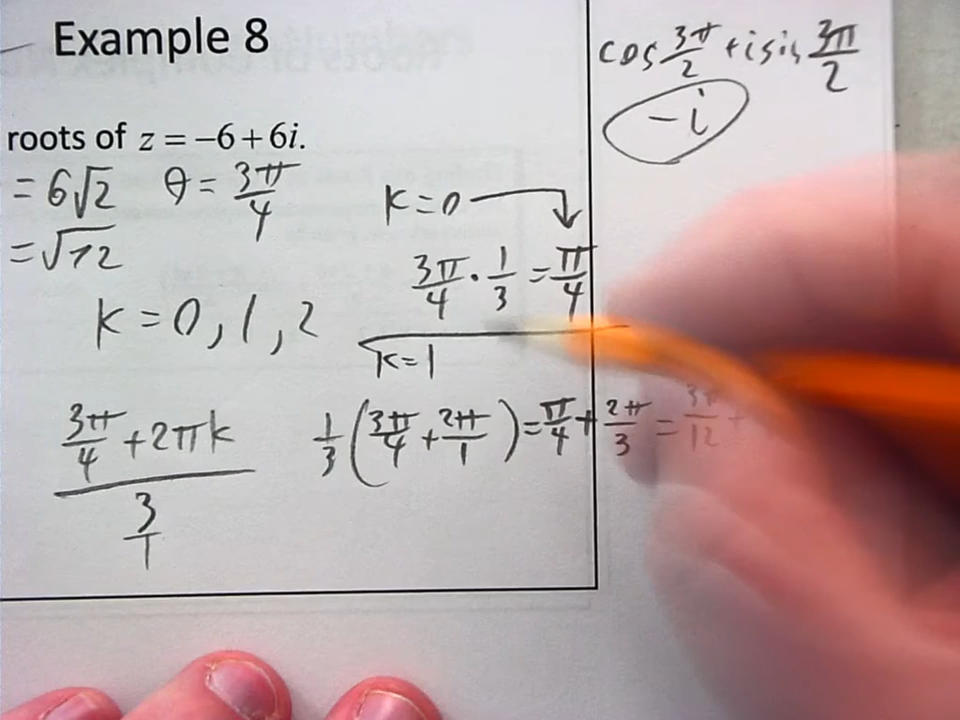 Example 8
roots of z = −6 + 6i.
= 6√2 θ = 3π/4
= √72
k = 0, 1, 2
(3π/4 + 2πk) / (3/1)
k = 0
3π/4 · 1/3 = π/4
k = 1
1/3 (3π/4 + 2π/1) = π/4 + 2π/3 = 3π/12 +
cos 3π/2 + i sin 3π/2
−i